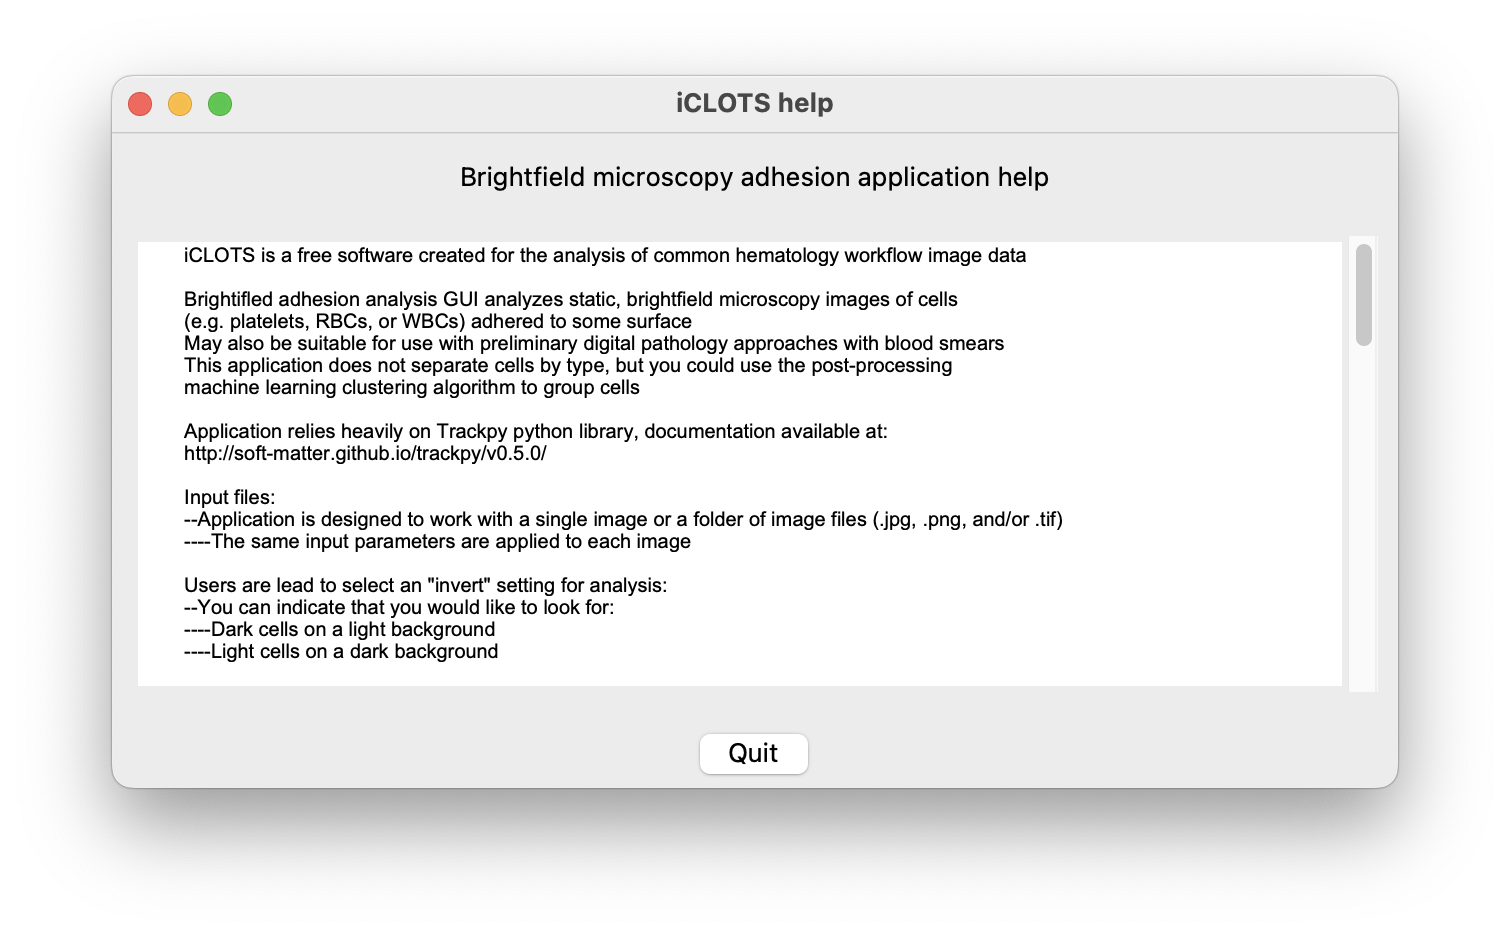 iCLOTS help
Brightfield microscopy adhesion application help
iCLOTS is a free software created for the analysis of common hematology workflow image data
Brightifled adhesion analysis GUI analyzes static, brightfield microscopy images of cells
(e.g. platelets, RBCs, or WBCs) adhered to some surface
May also be suitable for use with preliminary digital pathology approaches with blood smears
This application does not separate cells by type, but you could use the post-processing
machine learning clustering algorithm to group cells
Application relies heavily on Trackpy python library, documentation available at:
http://soft-matter.github.io/trackpy/v0.5.0/
Input files:
--Application is designed to work with a single image or a folder of image files (.jpg, .png, and/or .tif)
----The same input parameters are applied to each image
Users are lead to select an "invert" setting for analysis:
--You can indicate that you would like to look for:
----Dark cells on a light background
----Light cells on a dark background
Quit